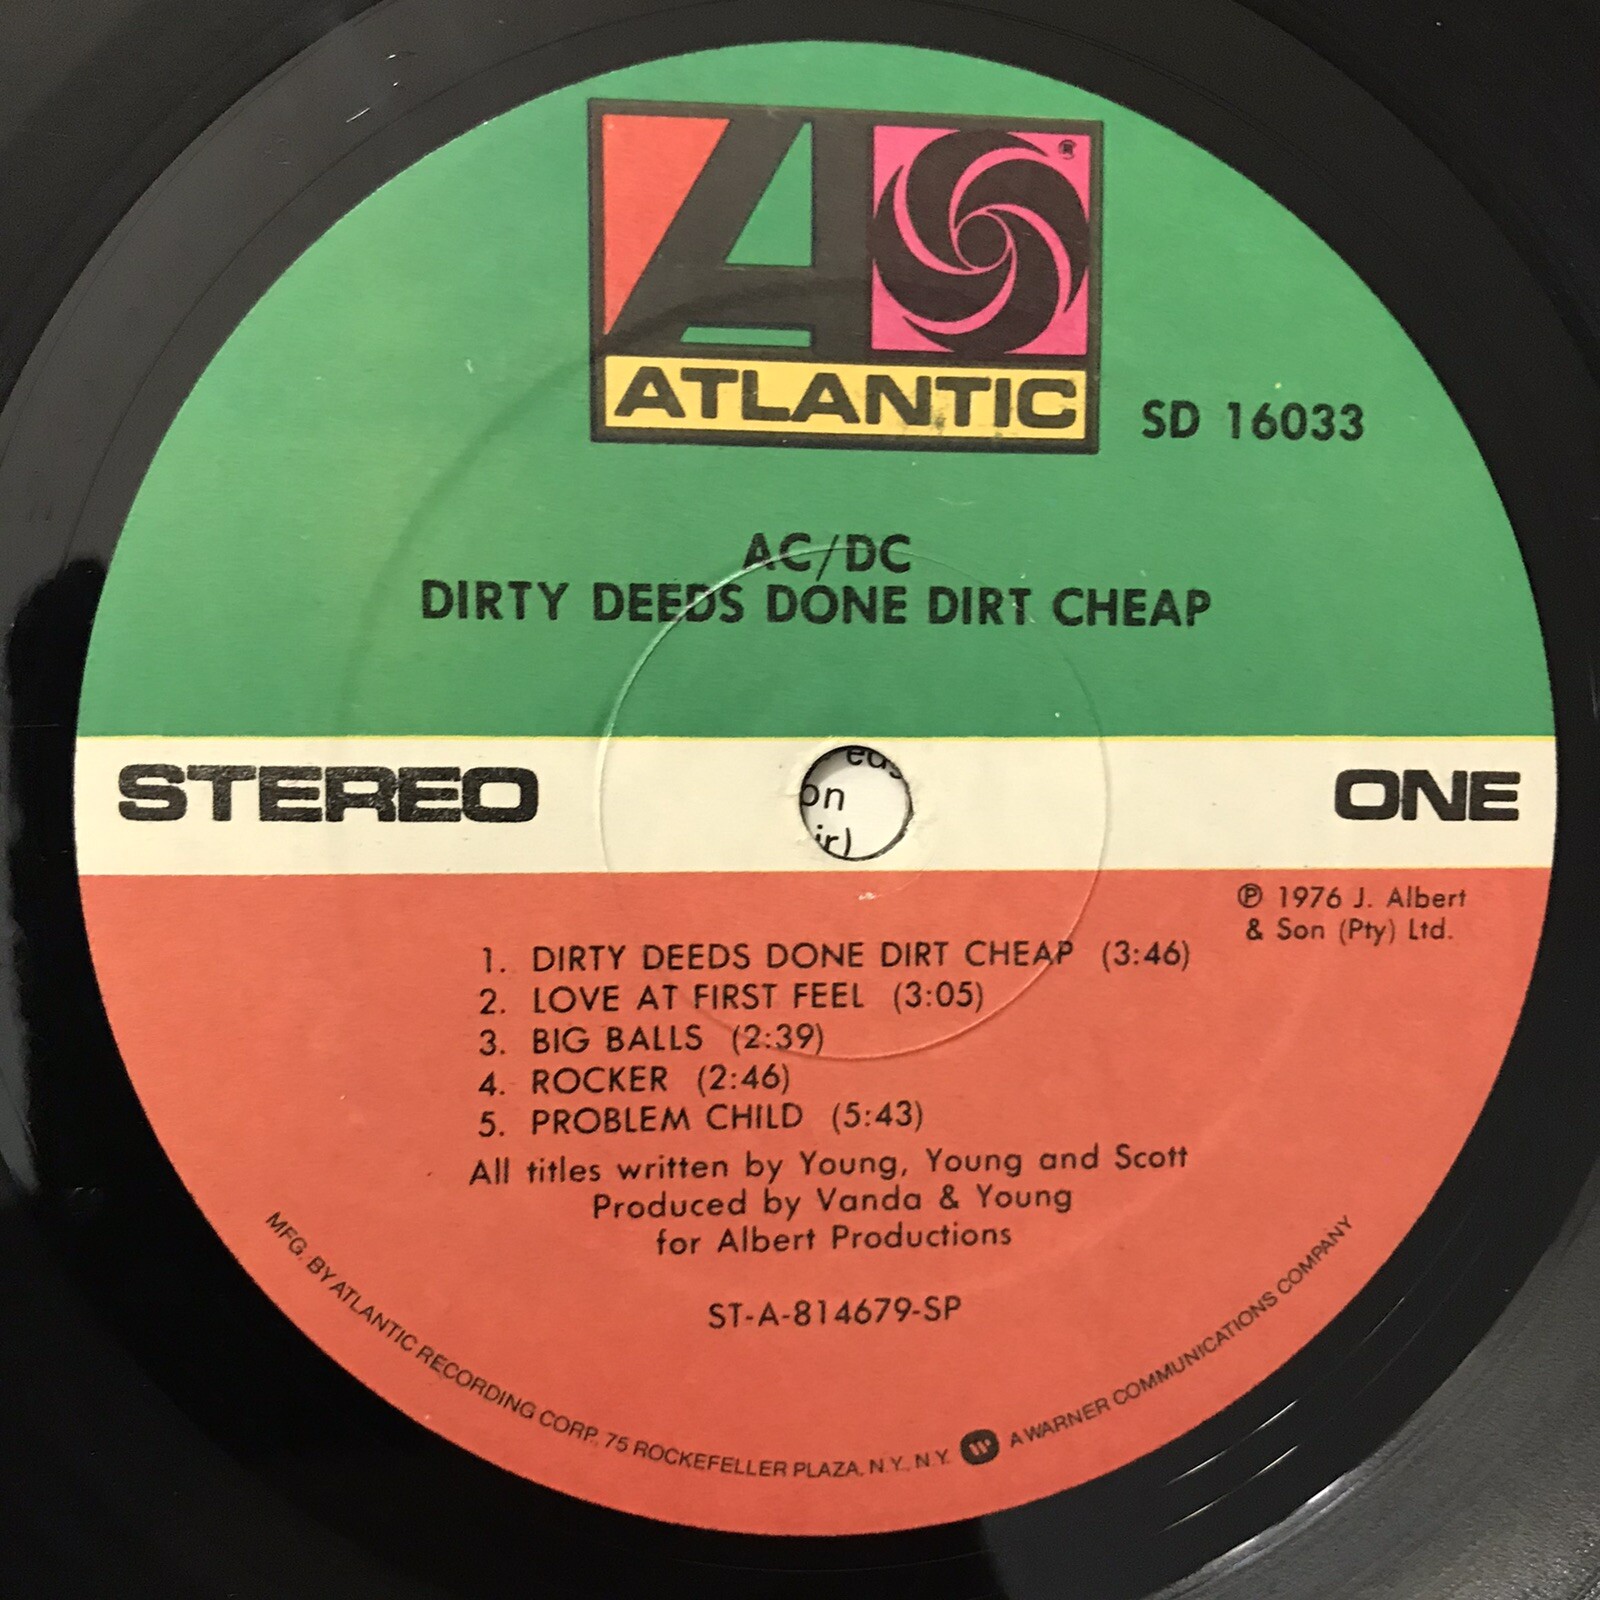 ATLANTIC
SD 16033
AC/DC
DIRTY DEEDS DONE DIRT CHEAP
STEREO
on
ir)
ONE
Ⓟ 1976 J. Albert
& Son (Pty) Ltd.
1. DIRTY DEEDS DONE DIRT CHEAP (3:46)
2. LOVE AT FIRST FEEL (3:05)
3. BIG BALLS (2:39)
4. ROCKER (2:46)
5. PROBLEM CHILD (5:43)
All titles written by Young, Young and Scott
Produced by Vanda & Young
for Albert Productions
ST-A-814679-SP
MFG. BY ATLANTIC RECORDING CORP. 75 ROCKEFELLER PLAZA, N.Y. N.Y. A WARNER COMMUNICATIONS COMPANY